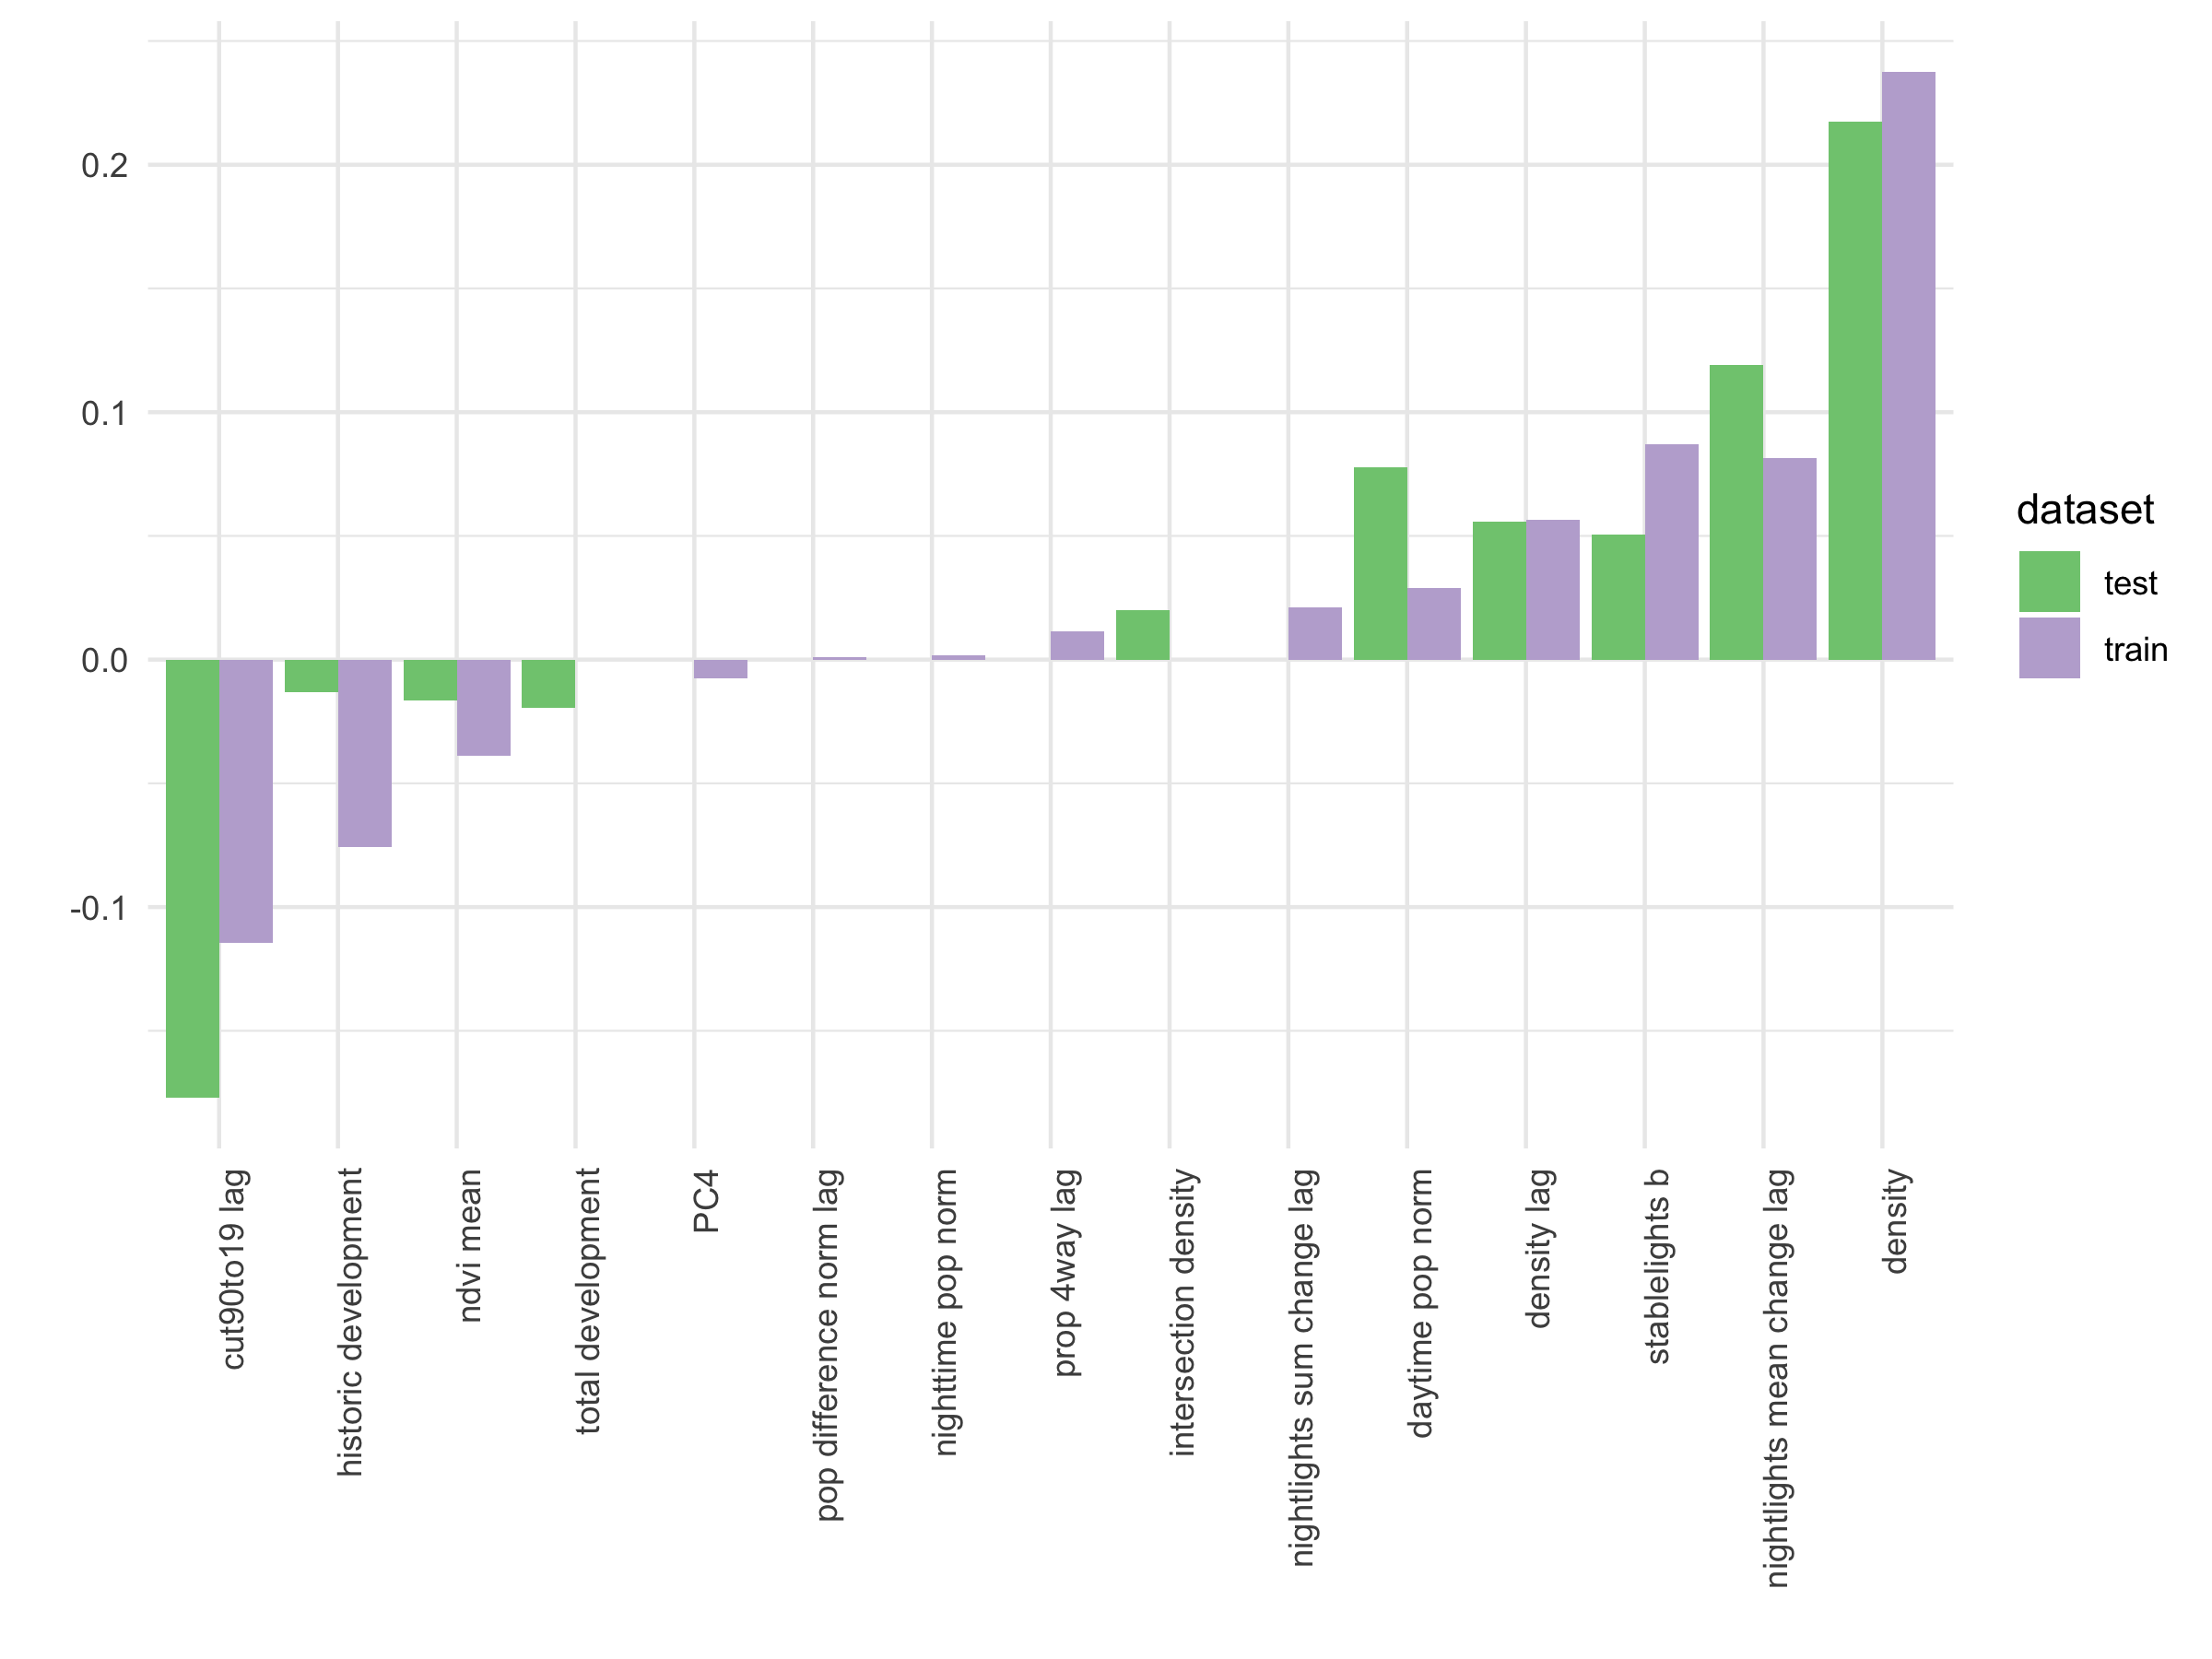 0.2
0.1
0.0
-0.1
cut90to19 lag
historic development
ndvi mean
total development
PC4
pop difference norm lag
nighttime pop norm
prop 4way lag
intersection density
nightlights sum change lag
daytime pop norm
density lag
stablelights b
nightlights mean change lag
density
dataset
test
train